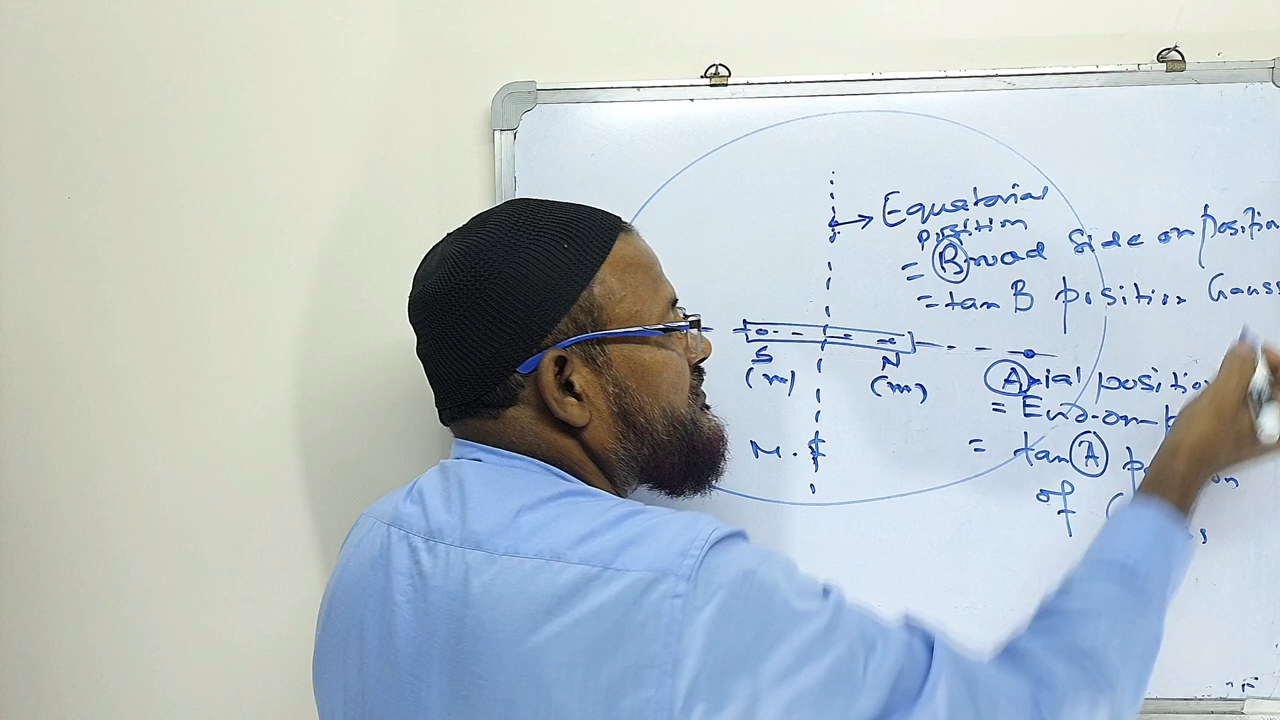 Equatorial
position
= Broad Side on position
= tan B position Gauss
S N
(m) (m)
Axial position
= End-on
M.I
= tan A
of